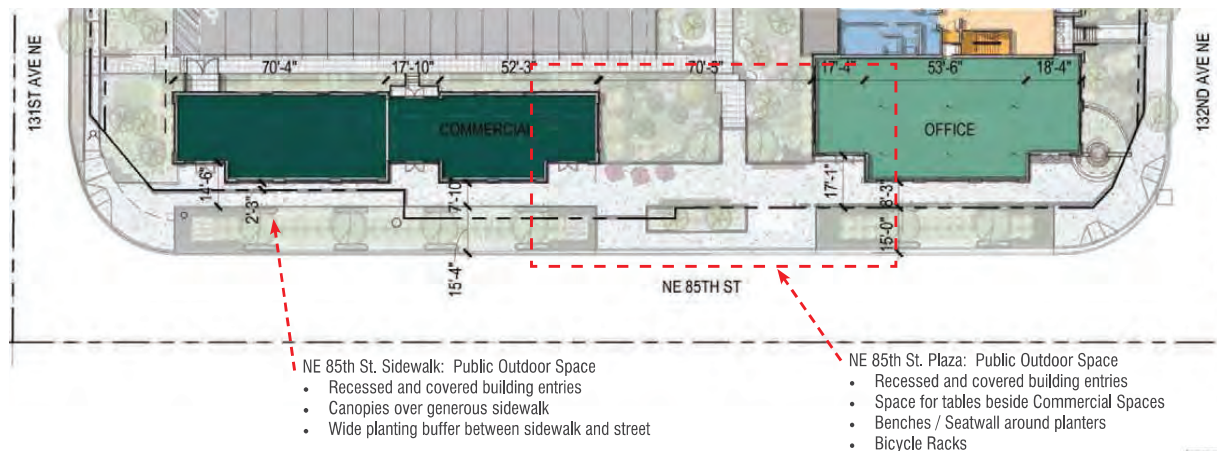 131ST AVE NE
70'-4"
17'-10"
52'-3"
70'-5"
17'-4"
53'-6"
18'-4"
132ND AVE NE
COMMERCIAL
OFFICE
2'-3"
7'-10"
17'-1"
8'-3"
15'-0"
15'-4"
NE 85TH ST
NE 85th St. Sidewalk: Public Outdoor Space
• Recessed and covered building entries
• Canopies over generous sidewalk
• Wide planting buffer between sidewalk and street
NE 85th St. Plaza: Public Outdoor Space
• Recessed and covered building entries
• Space for tables beside Commercial Spaces
• Benches / Seatwall around planters
• Bicycle Racks